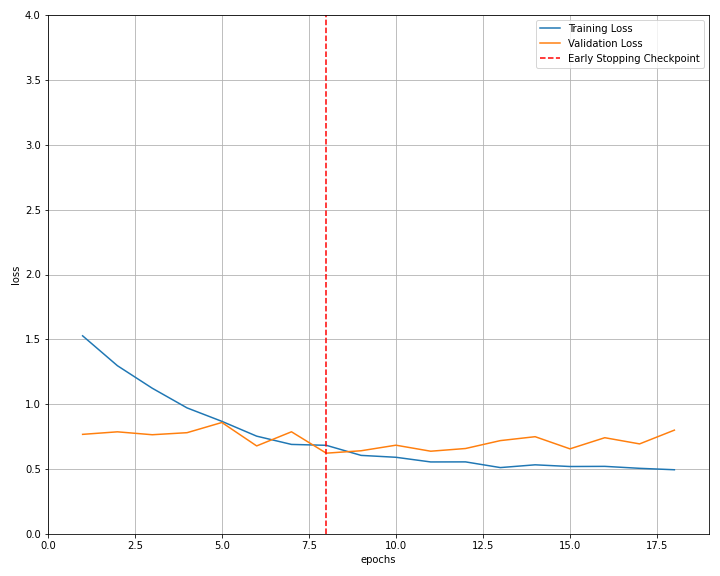 4.0
3.5
3.0
2.5
2.0
1.5
1.0
0.5
0.0
loss
Training Loss
Validation Loss
Early Stopping Checkpoint
0.0 2.5 5.0 7.5 10.0 12.5 15.0 17.5
epochs